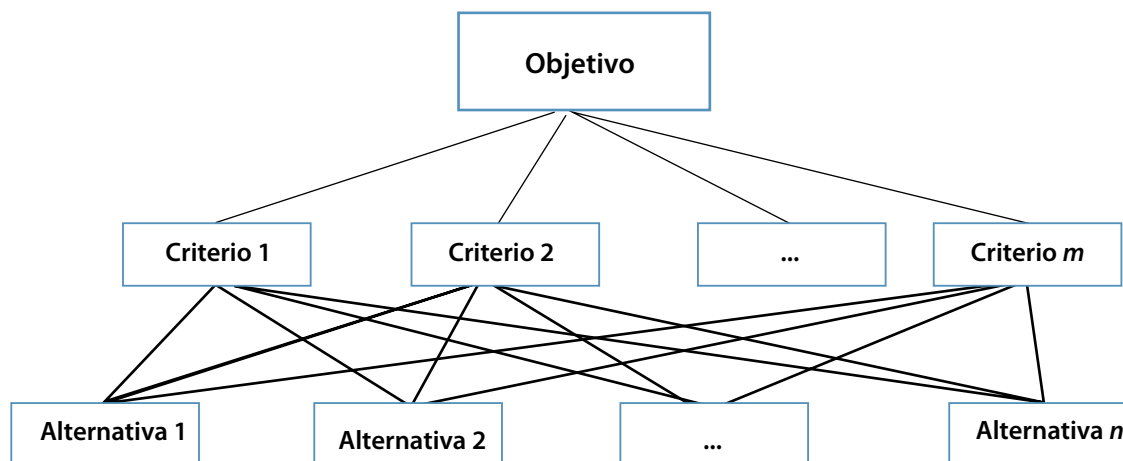 Objetivo
Criterio 1
Criterio 2
...
Criterio m
Alternativa 1
Alternativa 2
...
Alternativa n